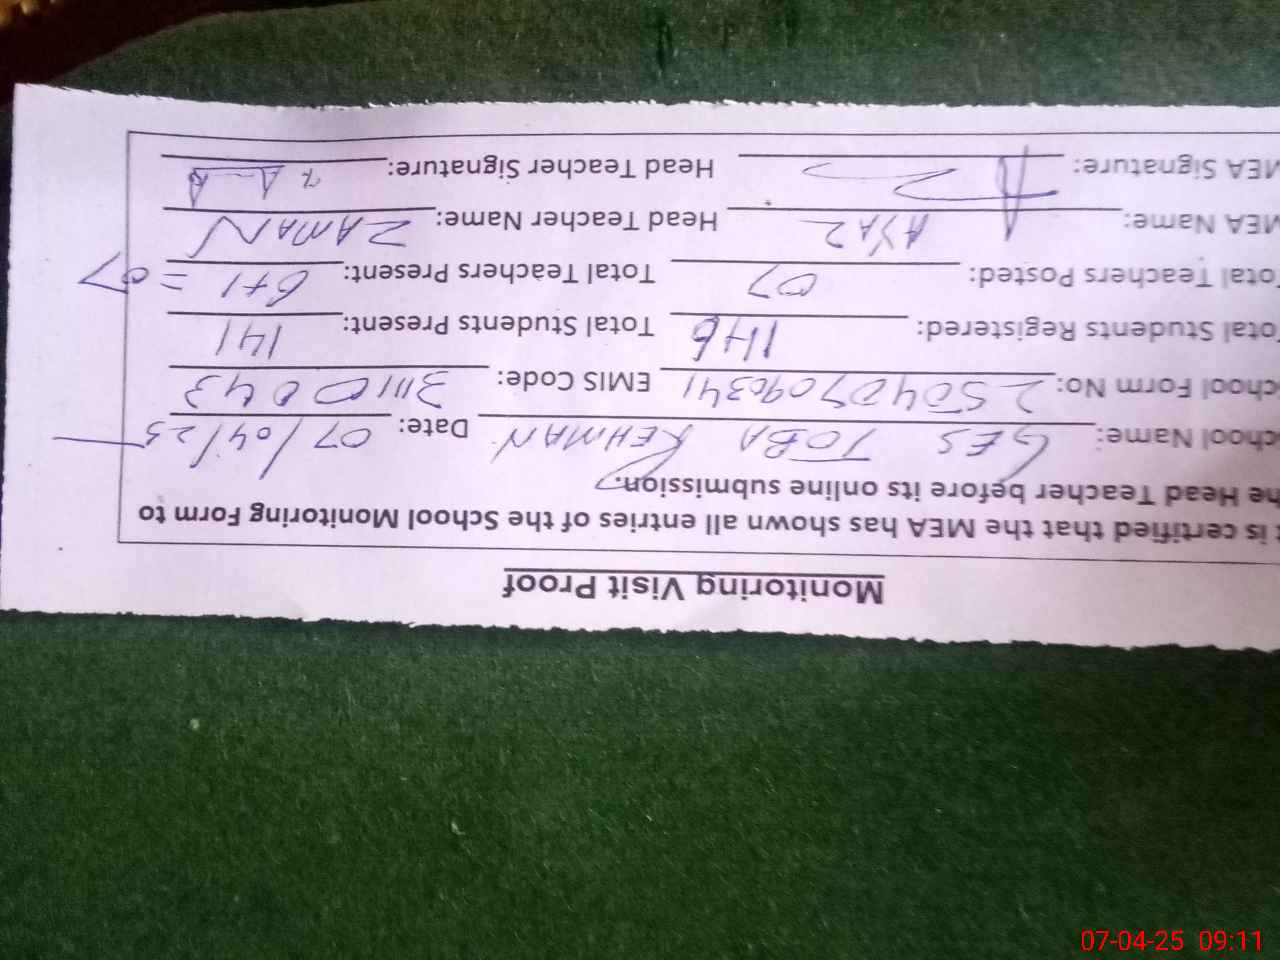 Monitoring Visit Proof
t is certified that the MEA has shown all entries of the School Monitoring Form to
he Head Teacher before its online submission.
chool Name: GES TOBA REHMAN Date: 07/04/25
chool Form No: 250407090341 EMIS Code: 31110043
otal Students Registered: 146 Total Students Present: 141
otal Teachers Posted: 07 Total Teachers Present: 6+1 = 07
MEA Name: AYAZ Head Teacher Name: ZAMAN
MEA Signature: Head Teacher Signature:
07-04-25 09:11